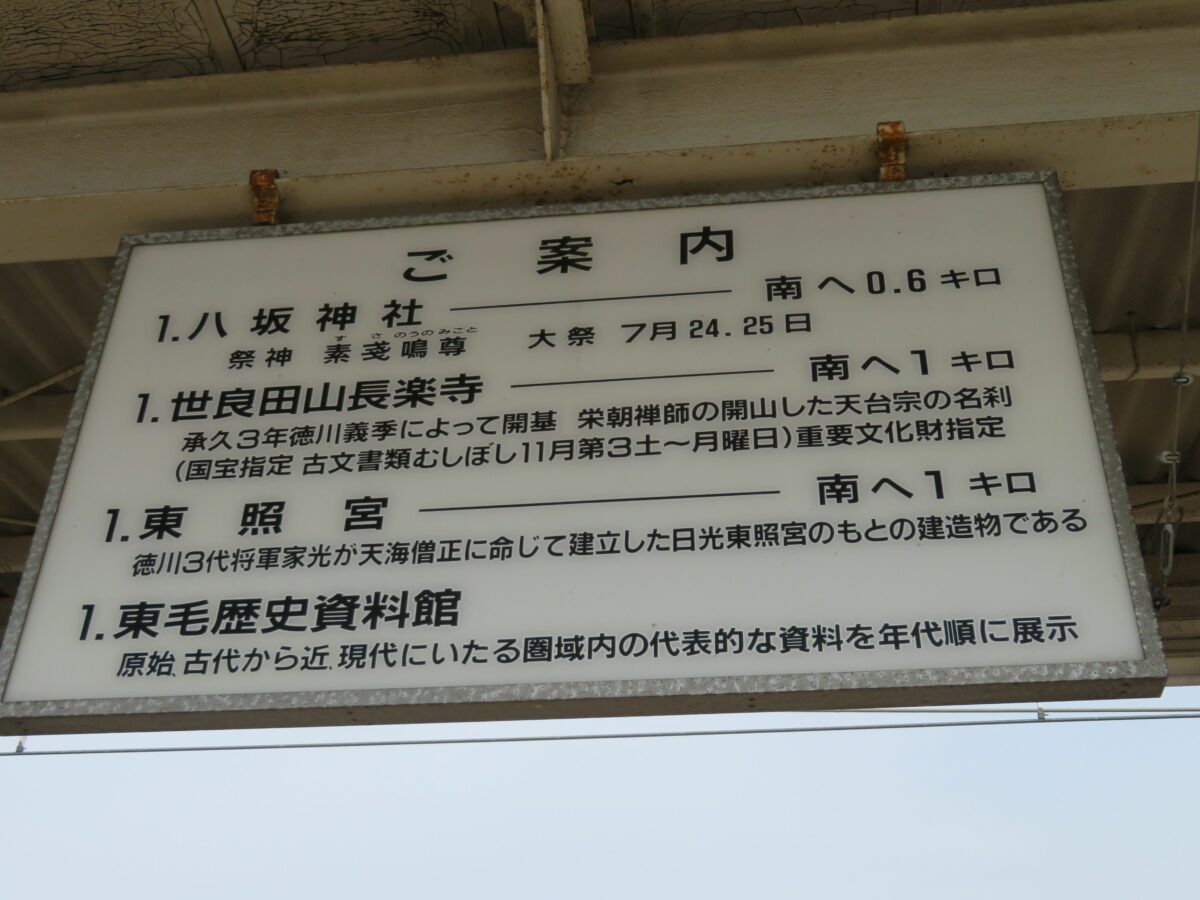 ご案内
1.八坂神社 南へ0.6キロ
すさのうのみこと
祭神 素戔鳴尊 大祭 7月24.25日
1.世良田山長楽寺 南へ1キロ
承久3年徳川義季によって開基 栄朝禅師の開山した天台宗の名刹
(国宝指定 古文書類むしぼし11月第3土～月曜日)重要文化財指定
1.東照宮 南へ1キロ
徳川3代将軍家光が天海僧正に命じて建立した日光東照宮のもとの建造物である
1.東毛歴史資料館
原始、古代から近、現代にいたる圏域内の代表的な資料を年代順に展示